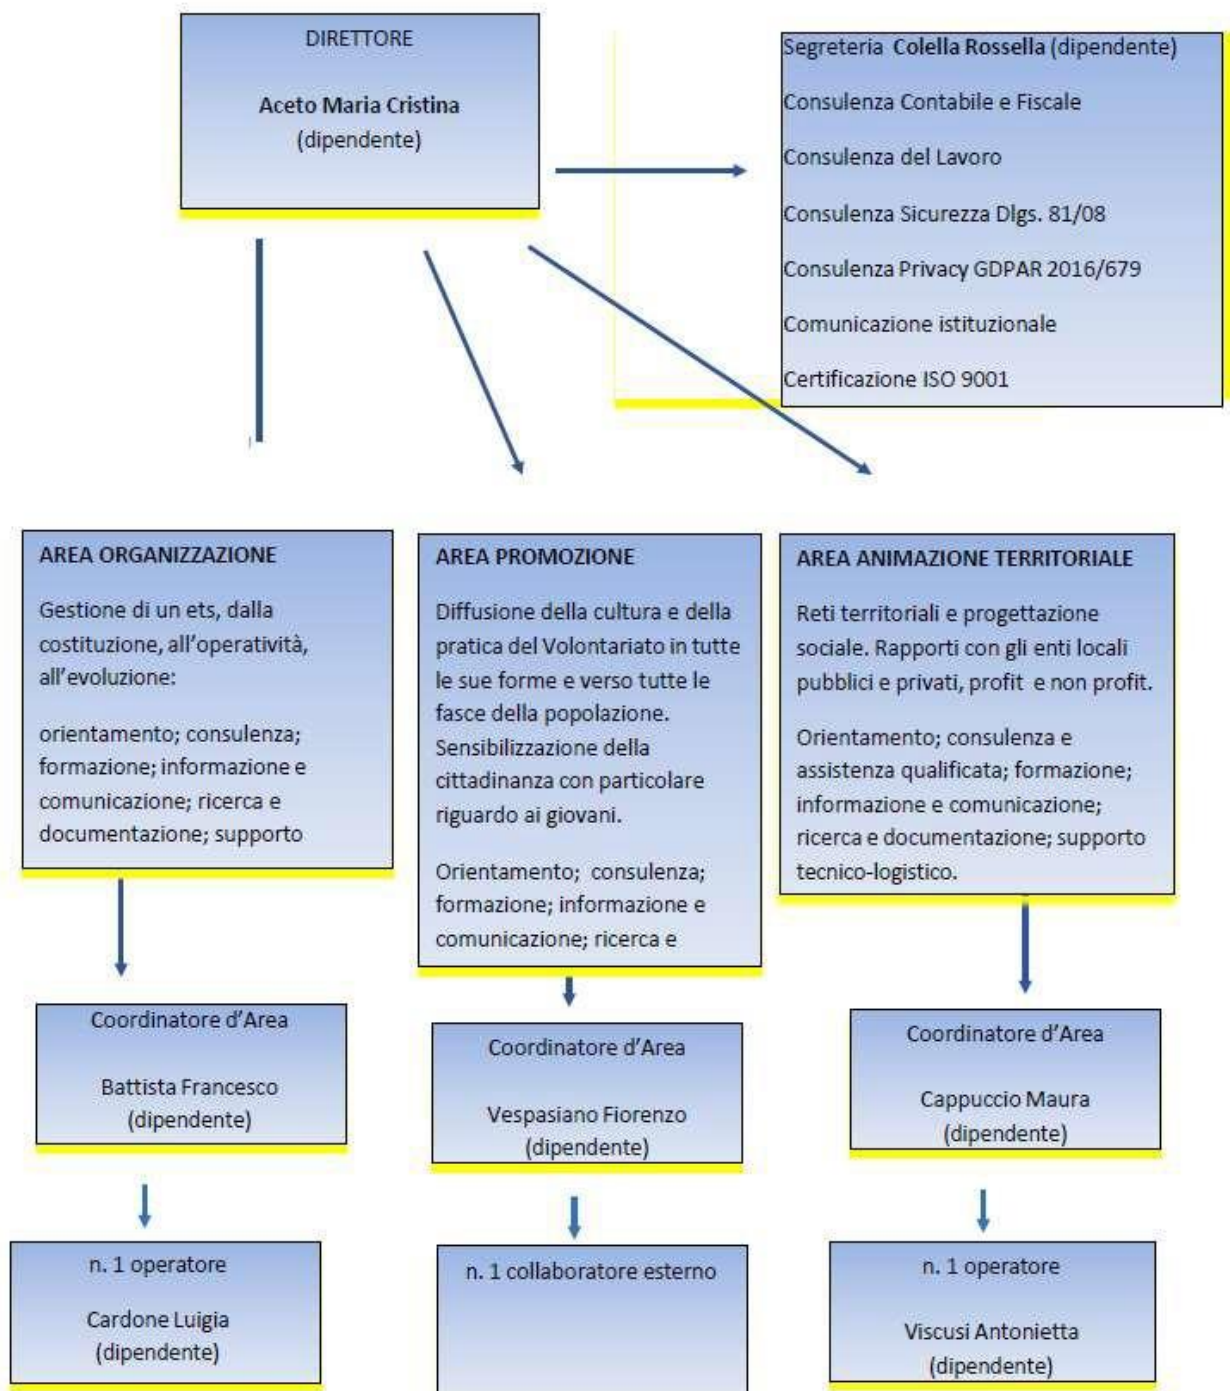 DIRETTORE
Aceto Maria Cristina
(dipendente)
Segreteria Colella Rossella (dipendente)
Consulenza Contabile e Fiscale
Consulenza del Lavoro
Consulenza Sicurezza Dlgs. 81/08
Consulenza Privacy GDPAR 2016/679
Comunicazione istituzionale
Certificazione ISO 9001
AREA ORGANIZZAZIONE
Gestione di un ets, dalla
costituzione, all'operatività,
all'evoluzione:
orientamento; consulenza;
formazione; informazione e
comunicazione; ricerca e
documentazione; supporto
AREA PROMOZIONE
Diffusione della cultura e della
pratica del Volontariato in tutte
le sue forme e verso tutte le
fasce della popolazione.
Sensibilizzazione della
cittadinanza con particolare
riguardo ai giovani.
Orientamento; consulenza;
formazione; informazione e
comunicazione; ricerca e
AREA ANIMAZIONE TERRITORIALE
Reti territoriali e progettazione
sociale. Rapporti con gli enti locali
pubblici e privati, profit e non profit.
Orientamento; consulenza e
assistenza qualificata; formazione;
informazione e comunicazione;
ricerca e documentazione; supporto
tecnico-logistico.
Coordinatore d'Area
Battista Francesco
(dipendente)
Coordinatore d'Area
Vespasiano Fiorenzo
(dipendente)
Coordinatore d'Area
Cappuccio Maura
(dipendente)
n. 1 operatore
Cardone Luigia
(dipendente)
n. 1 collaboratore esterno
n. 1 operatore
Viscusi Antonietta
(dipendente)